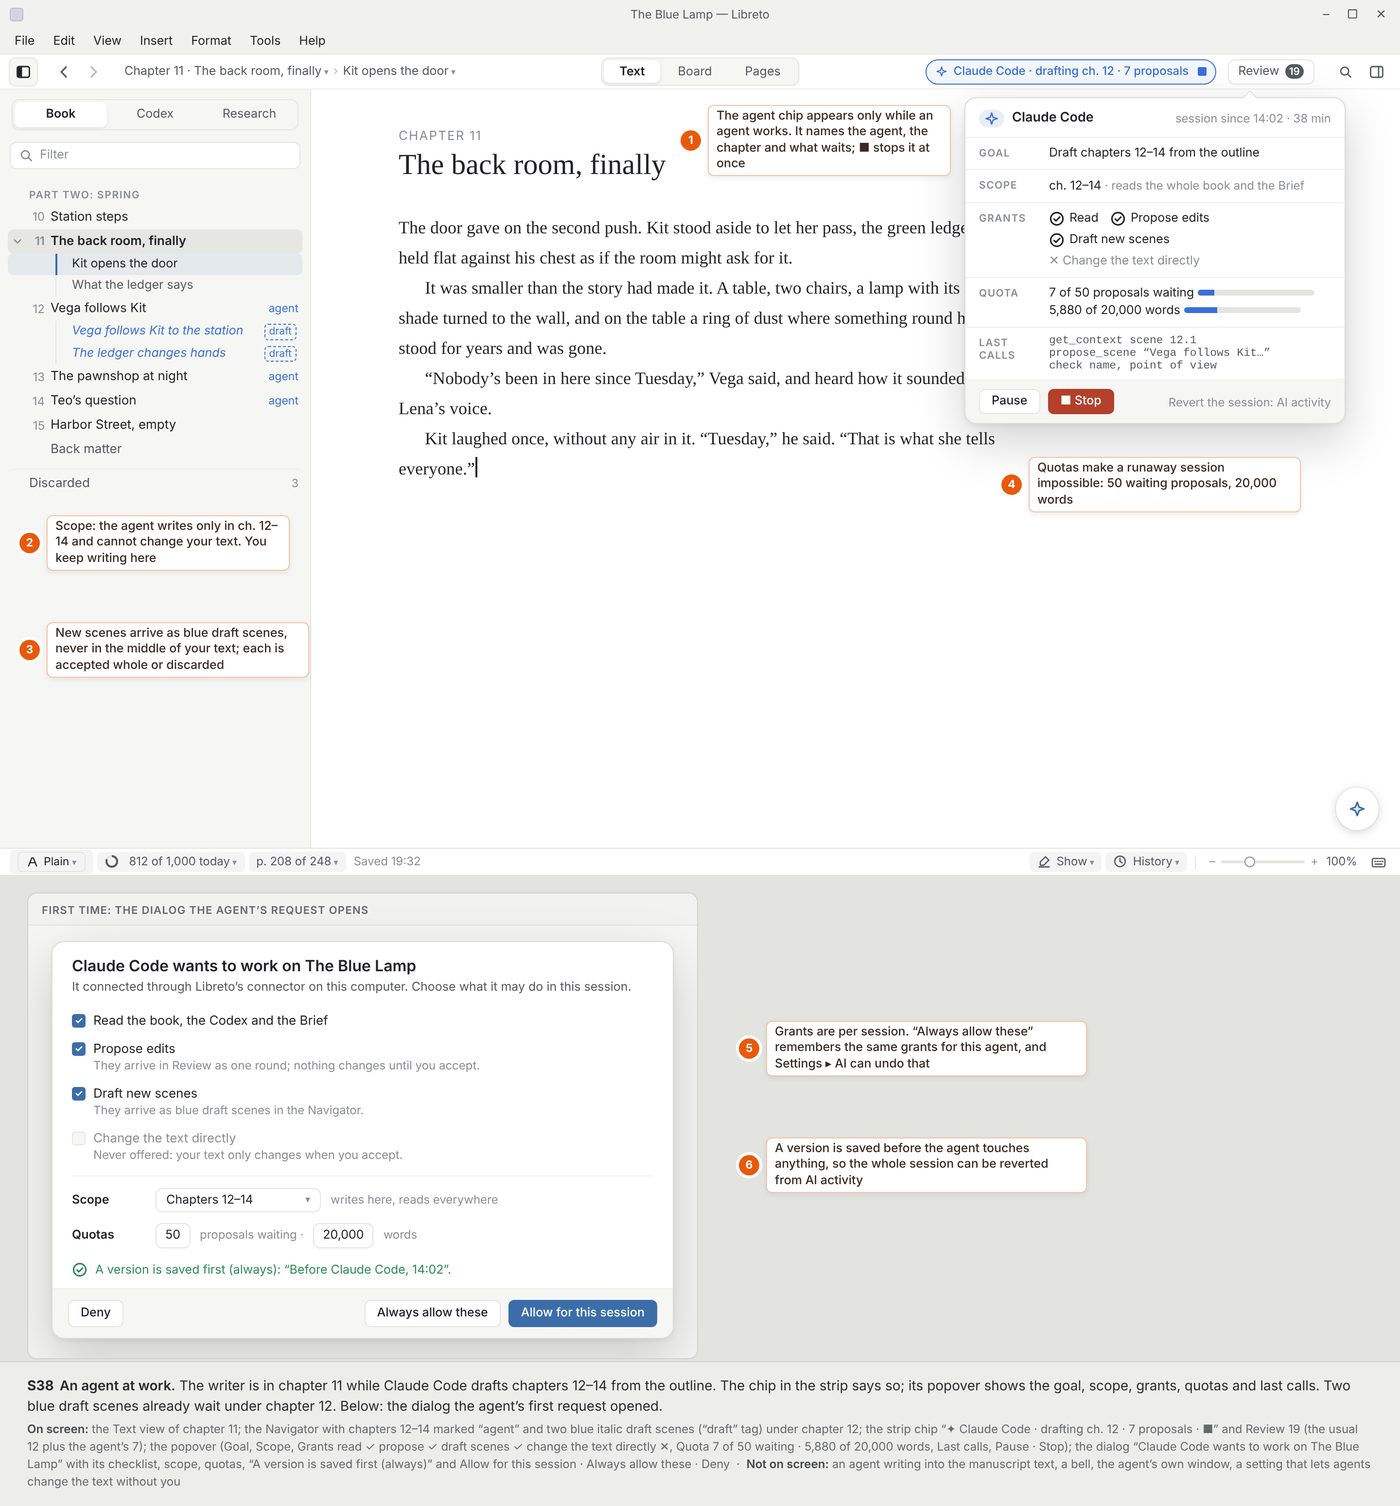 The Blue Lamp — Libreto
File Edit View Insert Format Tools Help
Chapter 11 · The back room, finally ▾ › Kit opens the door ▾
Text Board Pages
Claude Code · drafting ch. 12 · 7 proposals
Review 19
Book Codex Research
Filter
PART TWO: SPRING
10 Station steps
11 The back room, finally
Kit opens the door
What the ledger says
12 Vega follows Kit agent
Vega follows Kit to the station draft
The ledger changes hands draft
13 The pawnshop at night agent
14 Teo’s question agent
15 Harbor Street, empty
Back matter
Discarded 3
2
Scope: the agent writes only in ch. 12–
14 and cannot change your text. You
keep writing here
3
New scenes arrive as blue draft scenes,
never in the middle of your text; each is
accepted whole or discarded
CHAPTER 11
The back room, finally
1
The agent chip appears only while an
agent works. It names the agent, the
chapter and what waits; ■ stops it at
once
The door gave on the second push. Kit stood aside to let her pass, the green ledge
held flat against his chest as if the room might ask for it.
It was smaller than the story had made it. A table, two chairs, a lamp with its
shade turned to the wall, and on the table a ring of dust where something round h
stood for years and was gone.
“Nobody’s been in here since Tuesday,” Vega said, and heard how it sounded
Lena’s voice.
Kit laughed once, without any air in it. “Tuesday,” he said. “That is what she tells
everyone.”
Claude Code session since 14:02 · 38 min
GOAL Draft chapters 12–14 from the outline
SCOPE ch. 12–14 · reads the whole book and the Brief
GRANTS Read Propose edits
Draft new scenes
✕ Change the text directly
QUOTA 7 of 50 proposals waiting
5,880 of 20,000 words
LAST CALLS
get_context scene 12.1
propose_scene “Vega follows Kit…”
check name, point of view
Pause ■ Stop Revert the session: AI activity
4
Quotas make a runaway session
impossible: 50 waiting proposals, 20,000
words
Plain ▾ 812 of 1,000 today ▾ p. 208 of 248 ▾ Saved 19:32
Show ▾ History ▾ − + 100%
FIRST TIME: THE DIALOG THE AGENT’S REQUEST OPENS
Claude Code wants to work on The Blue Lamp
It connected through Libreto’s connector on this computer. Choose what it may do in this session.
Read the book, the Codex and the Brief
Propose edits
They arrive in Review as one round; nothing changes until you accept.
Draft new scenes
They arrive as blue draft scenes in the Navigator.
Change the text directly
Never offered: your text only changes when you accept.
Scope Chapters 12–14 ▾ writes here, reads everywhere
Quotas 50 proposals waiting · 20,000 words
A version is saved first (always): “Before Claude Code, 14:02”.
Deny Always allow these Allow for this session
5
Grants are per session. “Always allow these”
remembers the same grants for this agent, and
Settings ▸ AI can undo that
6
A version is saved before the agent touches
anything, so the whole session can be reverted
from AI activity
S38 An agent at work. The writer is in chapter 11 while Claude Code drafts chapters 12–14 from the outline. The chip in the strip says so; its popover shows the goal, scope, grants, quotas and last calls. Two
blue draft scenes already wait under chapter 12. Below: the dialog the agent’s first request opened.
On screen: the Text view of chapter 11; the Navigator with chapters 12–14 marked “agent” and two blue italic draft scenes (“draft” tag) under chapter 12; the strip chip “✦ Claude Code · drafting ch. 12 · 7 proposals · ■” and Review 19 (the usual
12 plus the agent’s 7); the popover (Goal, Scope, Grants read ✓ propose ✓ draft scenes ✓ change the text directly ✕, Quota 7 of 50 waiting · 5,880 of 20,000 words, Last calls, Pause · Stop); the dialog “Claude Code wants to work on The Blue
Lamp” with its checklist, scope, quotas, “A version is saved first (always)” and Allow for this session · Always allow these · Deny · Not on screen: an agent writing into the manuscript text, a bell, the agent’s own window, a setting that lets agents
change the text without you